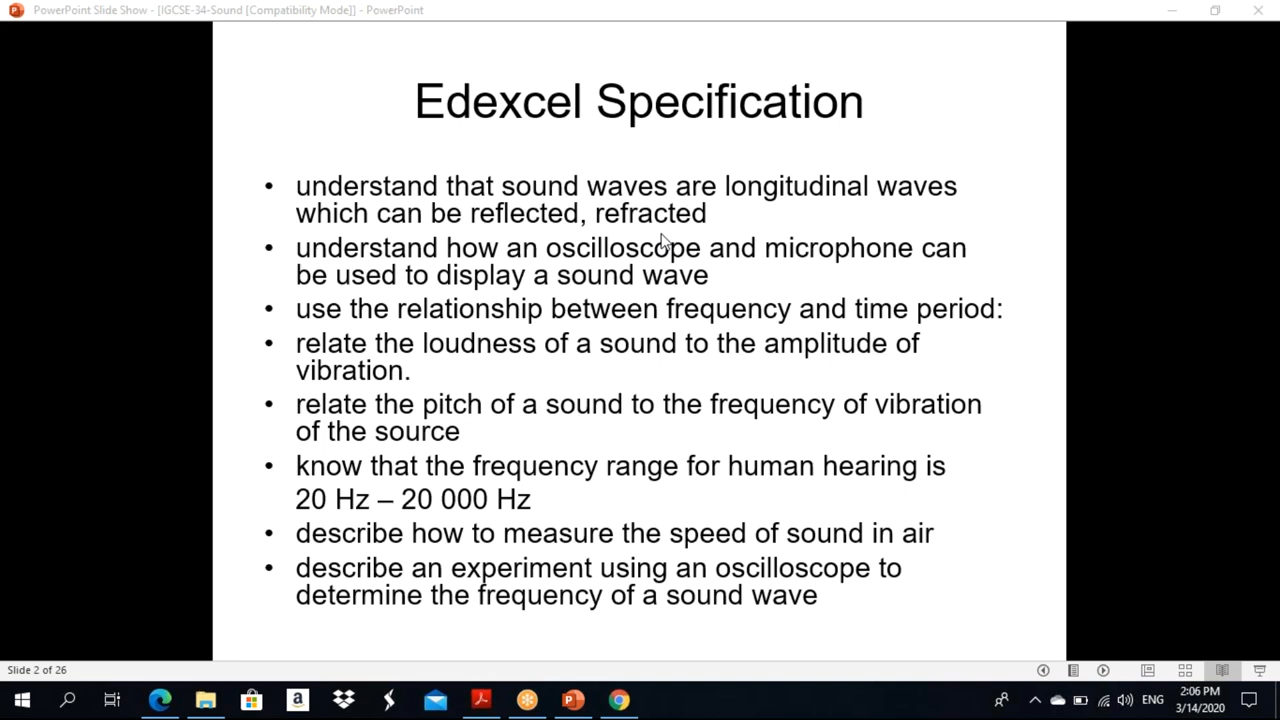 PowerPoint Slide Show - [IGCSE-34-Sound [Compatibility Mode]] - PowerPoint
Edexcel Specification
• understand that sound waves are longitudinal waves
which can be reflected, refracted
• understand how an oscilloscope and microphone can
be used to display a sound wave
• use the relationship between frequency and time period:
• relate the loudness of a sound to the amplitude of
vibration.
• relate the pitch of a sound to the frequency of vibration
of the source
• know that the frequency range for human hearing is
20 Hz – 20 000 Hz
• describe how to measure the speed of sound in air
• describe an experiment using an oscilloscope to
determine the frequency of a sound wave
Slide 2 of 26
ENG
2:06 PM
3/14/2020